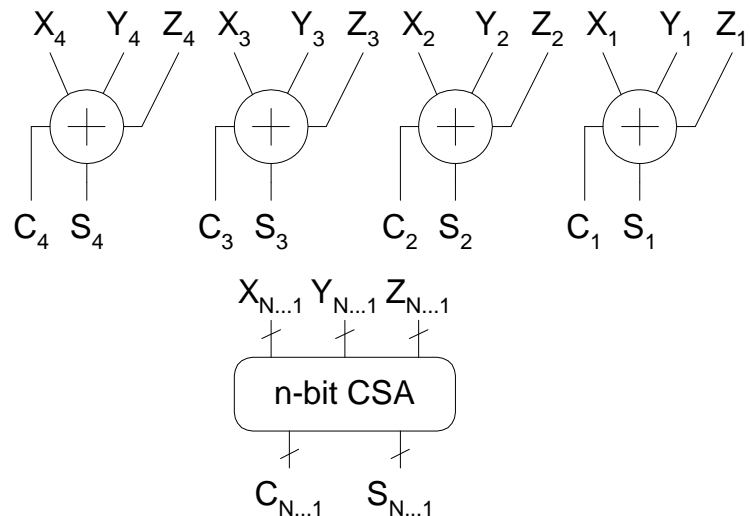 X4 Y4 Z4 X3 Y3 Z3 X2 Y2 Z2 X1 Y1 Z1
C4 S4 C3 S3 C2 S2 C1 S1
XN...1 YN...1 ZN...1
n-bit CSA
CN...1 SN...1